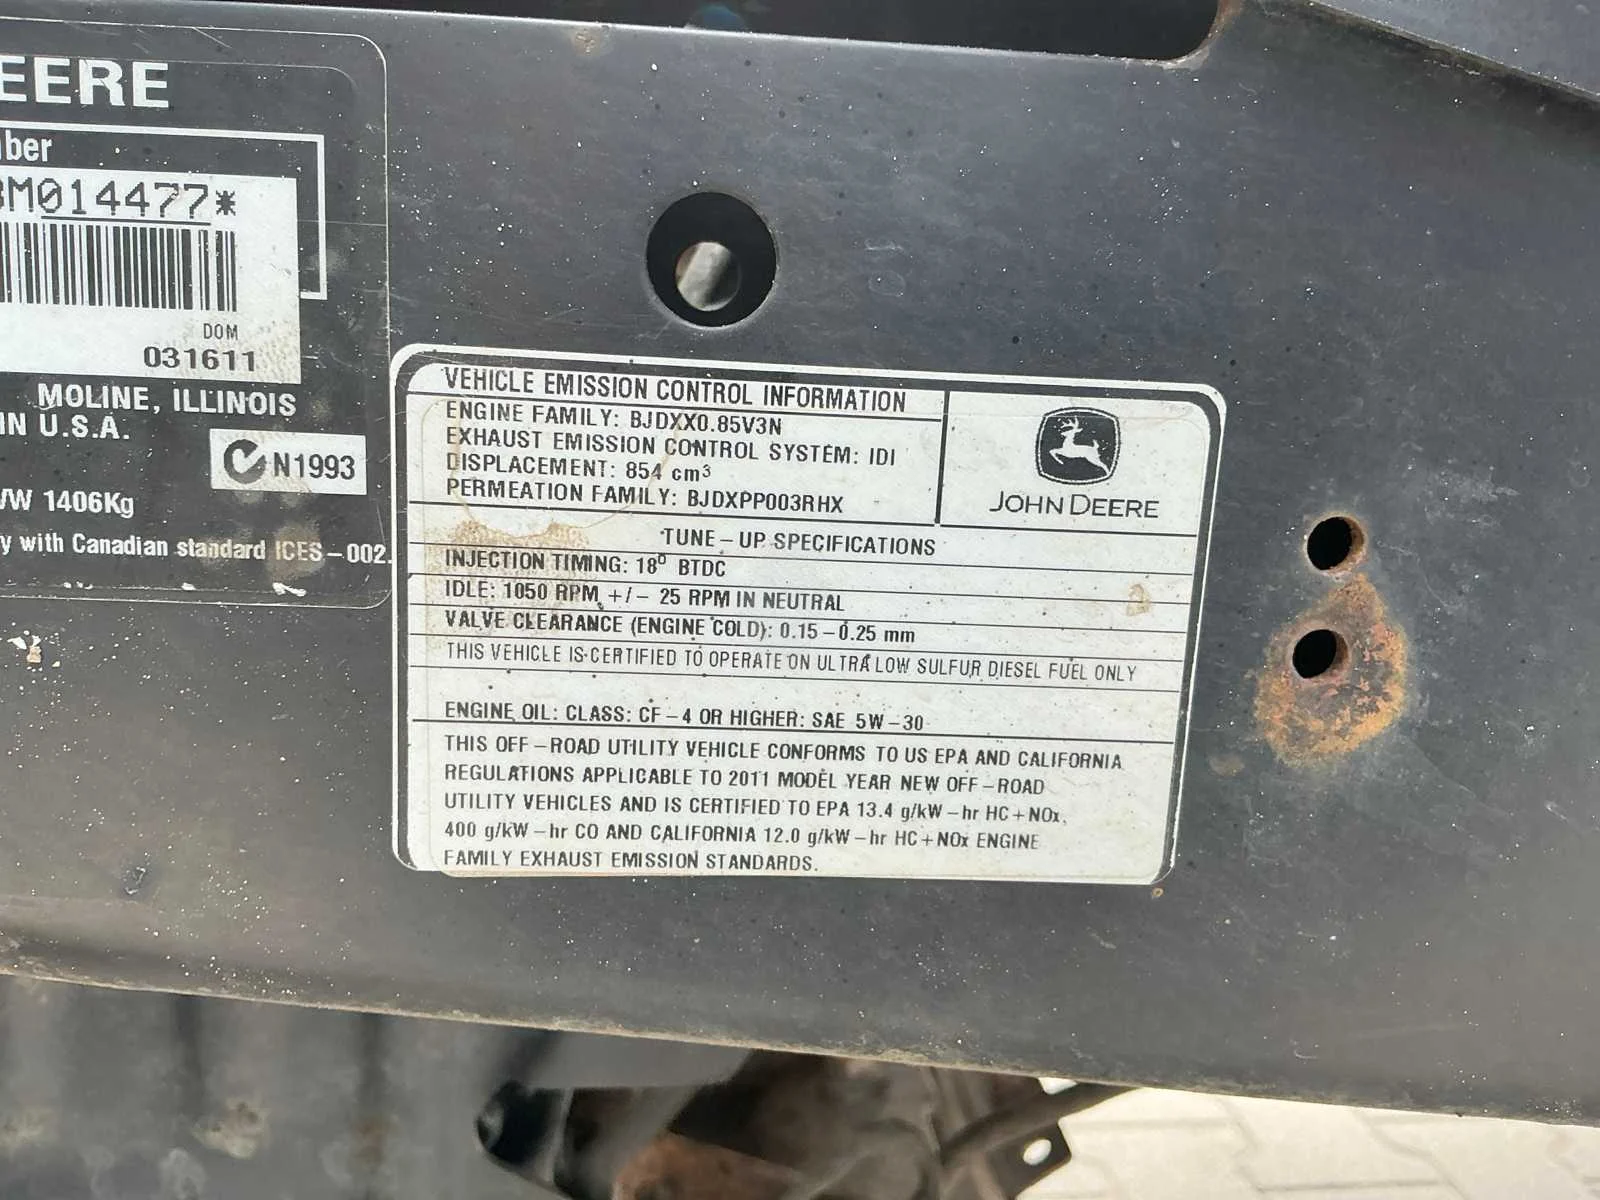 EERE
ber
M014477*
DOM
031611
MOLINE, ILLINOIS
IN U.S.A.
N1993
VW 1406Kg
y with Canadian standard ICES-002.
VEHICLE EMISSION CONTROL INFORMATION
ENGINE FAMILY: BJDXX0.85V3N
EXHAUST EMISSION CONTROL SYSTEM: IDI
DISPLACEMENT: 854 cm³
PERMEATION FAMILY: BJDXPP003RHX
JOHN DEERE
TUNE-UP SPECIFICATIONS
INJECTION TIMING: 18º BTDC
IDLE: 1050 RPM +/- 25 RPM IN NEUTRAL
VALVE CLEARANCE (ENGINE COLD): 0.15-0.25 mm
THIS VEHICLE IS CERTIFIED TO OPERATE ON ULTRA LOW SULFUR DIESEL FUEL ONLY
ENGINE OIL: CLASS: CF-4 OR HIGHER: SAE 5W-30
THIS OFF-ROAD UTILITY VEHICLE CONFORMS TO US EPA AND CALIFORNIA
REGULATIONS APPLICABLE TO 2011 MODEL YEAR NEW OFF-ROAD
UTILITY VEHICLES AND IS CERTIFIED TO EPA 13.4 g/kW-hr HC+NOx,
400 g/kW-hr CO AND CALIFORNIA 12.0 g/kW-hr HC+NOx ENGINE
FAMILY EXHAUST EMISSION STANDARDS.